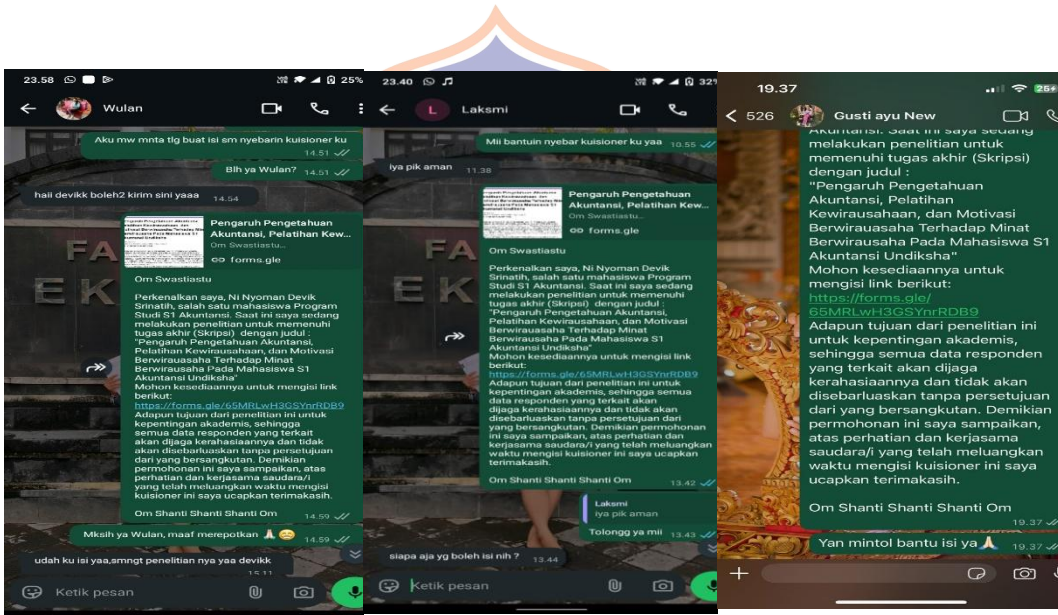 23.58
25%
Wulan
Aku mw mnta tlg buat isi sm nyebarin kuisioner ku
14.51
Blh ya Wulan? 14.51
haii devikk boleh2 kirim sini yaaa 14.54
Pengaruh Pengetahuan
Akuntansi, Pelatihan Kew...
Om Swastiastu...
forms.gle
Om Swastiastu
Perkenalkan saya, Ni Nyoman Devik
Srinatih, salah satu mahasiswa Program
Studi S1 Akuntansi. Saat ini saya sedang
melakukan penelitian untuk memenuhi
tugas akhir (Skripsi) dengan judul :
"Pengaruh Pengetahuan Akuntansi,
Pelatihan Kewirausahaan, dan Motivasi
Berwirauasaha Terhadap Minat
Berwirausaha Pada Mahasiswa S1
Akuntansi Undiksha"
Mohon kesediaannya untuk mengisi link
berikut:
https://forms.gle/65MRLwH3GSYnrRDB9
Adapun tujuan dari penelitian ini untuk
kepentingan akademis, sehingga
semua data responden yang terkait
akan dijaga kerahasiaannya dan tidak
akan disebarluaskan tanpa persetujuan
dari yang bersangkutan. Demikian
permohonan ini saya sampaikan, atas
perhatian dan kerjasama saudara/i
yang telah meluangkan waktu mengisi
kuisioner ini saya ucapkan terimakasih.
Om Shanti Shanti Shanti Om 14.59
Mksih ya Wulan, maaf merepotkan 🙏😄 14.59
udah ku isi yaa,smngt penelitian nya yaa devikk
15.11
Ketik pesan
FA
EK
23.40
32%
L
Laksmi
Mii bantuin nyebar kuisioner ku yaa 10.55
iya pik aman 11.38
Pengaruh Pengetahuan
Akuntansi, Pelatihan Kew...
Om Swastiastu...
forms.gle
Om Swastiastu
Perkenalkan saya, Ni Nyoman Devik
Srinatih, salah satu mahasiswa Program
Studi S1 Akuntansi. Saat ini saya sedang
melakukan penelitian untuk memenuhi
tugas akhir (Skripsi) dengan judul :
"Pengaruh Pengetahuan Akuntansi,
Pelatihan Kewirausahaan, dan Motivasi
Berwirauasaha Terhadap Minat
Berwirausaha Pada Mahasiswa S1
Akuntansi Undiksha"
Mohon kesediaannya untuk mengisi link
berikut:
https://forms.gle/65MRLwH3GSYnrRDB9
Adapun tujuan dari penelitian ini untuk
kepentingan akademis, sehingga semua
data responden yang terkait akan
dijaga kerahasiaannya dan tidak akan
disebarluaskan tanpa persetujuan dari
yang bersangkutan. Demikian permohonan
ini saya sampaikan, atas perhatian dan
kerjasama saudara/i yang telah meluangkan
waktu mengisi kuisioner ini saya ucapkan
terimakasih.
Om Shanti Shanti Shanti Om 13.42
Laksmi
iya pik aman
Tolongg ya mii 13.43
siapa aja yg boleh isi nih ? 13.44
Ketik pesan
FA
EK
19.37
25
526
Gusti ayu New
Akuntansi. Saat ini saya sedang
melakukan penelitian untuk
memenuhi tugas akhir (Skripsi)
dengan judul :
"Pengaruh Pengetahuan
Akuntansi, Pelatihan
Kewirausahaan, dan Motivasi
Berwirausaha Terhadap Minat
Berwirausaha Pada Mahasiswa S1
Akuntansi Undiksha"
Mohon kesediaannya untuk
mengisi link berikut:
https://forms.gle/
65MRLwH3GSYnrRDB9
Adapun tujuan dari penelitian ini
untuk kepentingan akademis,
sehingga semua data responden
yang terkait akan dijaga
kerahasiaannya dan tidak akan
disebarluaskan tanpa persetujuan
dari yang bersangkutan. Demikian
permohonan ini saya sampaikan,
atas perhatian dan kerjasama
saudara/i yang telah meluangkan
waktu mengisi kuisioner ini saya
ucapkan terimakasih.
Om Shanti Shanti Shanti Om
19.37
Yan mintol bantu isi ya🙏 19.37